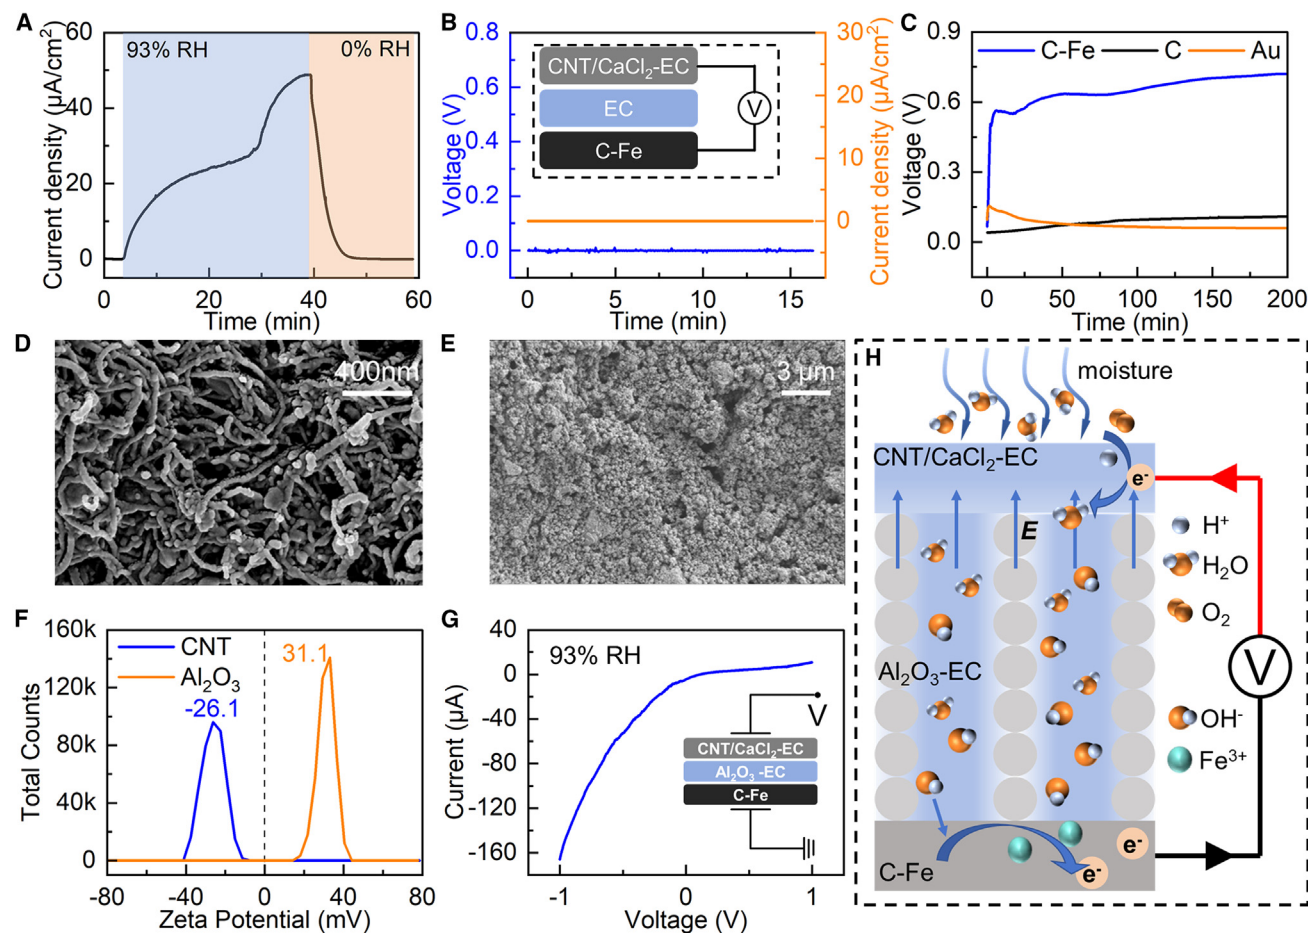 A
93% RH
0% RH
Current density (μA/cm²)
60
40
20
0
0
20
40
60
Time (min)
B
Voltage (V)
0.8
0.6
0.4
0.2
0.0
CNT/CaCl₂-EC
EC
C-Fe
V
30
20
10
0
Current density (μA/cm²)
0
5
10
15
Time (min)
C
C-Fe
C
Au
Voltage (V)
0.9
0.6
0.3
0.0
0
50
100
150
200
Time (min)
D
400nm
E
3 μm
F
CNT
Al₂O₃
31.1
-26.1
Total Counts
160k
120k
80k
40k
0
-80
-40
0
40
80
Zeta Potential (mV)
G
93% RH
Current (μA)
40
0
-40
-80
-120
-160
V
CNT/CaCl₂-EC
Al₂O₃ -EC
C-Fe
-1
0
1
Voltage (V)
H
moisture
CNT/CaCl₂-EC
e⁻
E
H⁺
H₂O
O₂
V
Al₂O₃-EC
OH⁻
Fe³⁺
C-Fe
e⁻
e⁻